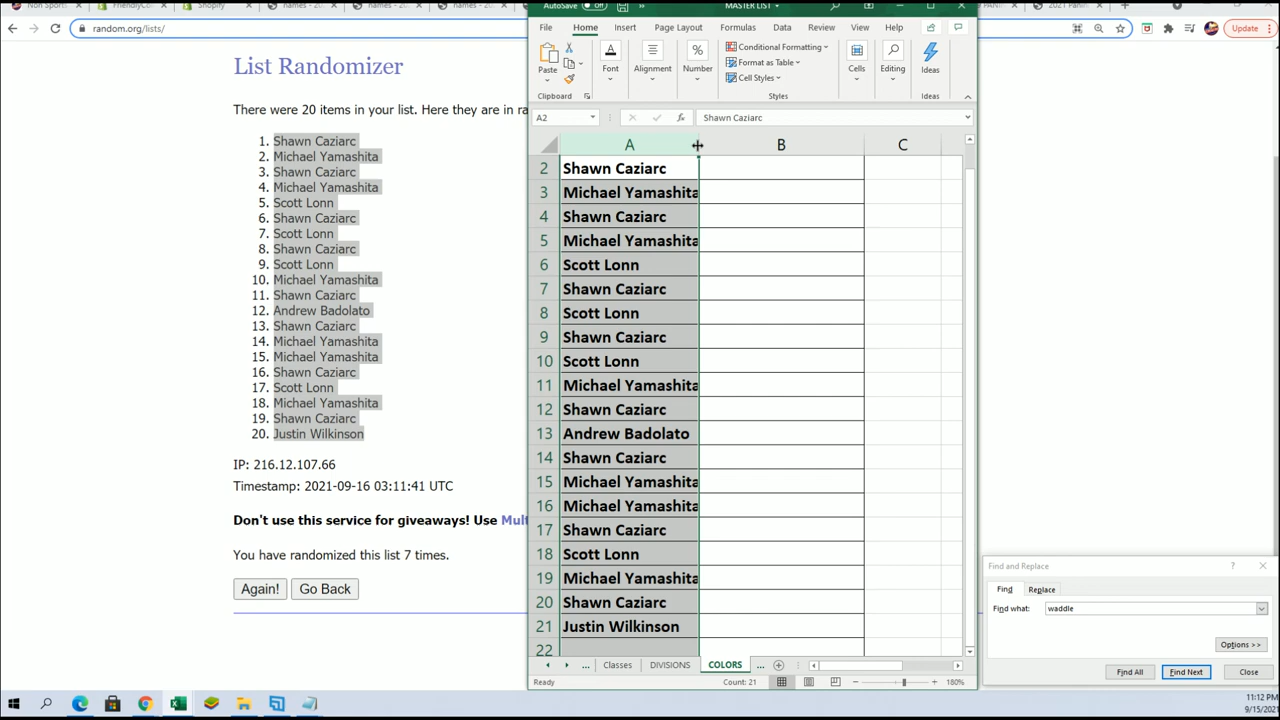 Non Sport
Shopify
names -
names -
names -
2021 Panini
random.org/lists/
Update
List Randomizer
There were 20 items in your list. Here they are in ra
1. Shawn Caziarc
2. Michael Yamashita
3. Shawn Caziarc
4. Michael Yamashita
5. Scott Lonn
6. Shawn Caziarc
7. Scott Lonn
8. Shawn Caziarc
9. Scott Lonn
10. Michael Yamashita
11. Shawn Caziarc
12. Andrew Badolato
13. Shawn Caziarc
14. Michael Yamashita
15. Michael Yamashita
16. Shawn Caziarc
17. Scott Lonn
18. Michael Yamashita
19. Shawn Caziarc
20. Justin Wilkinson
IP: 216.12.107.66
Timestamp: 2021-09-16 03:11:41 UTC
Don't use this service for giveaways! Use Mult
You have randomized this list 7 times.
Again! Go Back
AutoSave Off MASTER LIST
File Home Insert Page Layout Formulas Data Review View Help
Paste Font Alignment Number
Conditional Formatting
Format as Table
Cell Styles
Cells Editing Ideas
Clipboard Styles Ideas
A2 fx Shawn Caziarc
A B C
2 Shawn Caziarc
3 Michael Yamashita
4 Shawn Caziarc
5 Michael Yamashita
6 Scott Lonn
7 Shawn Caziarc
8 Scott Lonn
9 Shawn Caziarc
10 Scott Lonn
11 Michael Yamashita
12 Shawn Caziarc
13 Andrew Badolato
14 Shawn Caziarc
15 Michael Yamashita
16 Michael Yamashita
17 Shawn Caziarc
18 Scott Lonn
19 Michael Yamashita
20 Shawn Caziarc
21 Justin Wilkinson
22
... Classes DIVISIONS COLORS ...
Ready Count: 21 180%
Find and Replace
Find Replace
Find what: waddle
Options >>
Find All Find Next Close
11:12 PM
9/15/2021